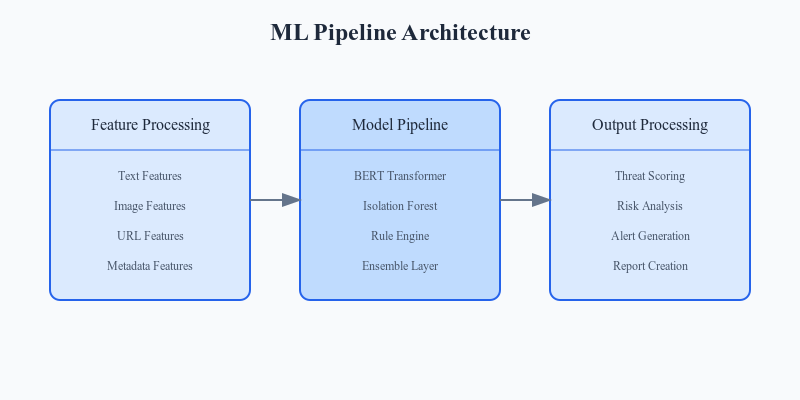 ML Pipeline Architecture
Feature Processing
Text Features
Image Features
URL Features
Metadata Features
Model Pipeline
BERT Transformer
Isolation Forest
Rule Engine
Ensemble Layer
Output Processing
Threat Scoring
Risk Analysis
Alert Generation
Report Creation